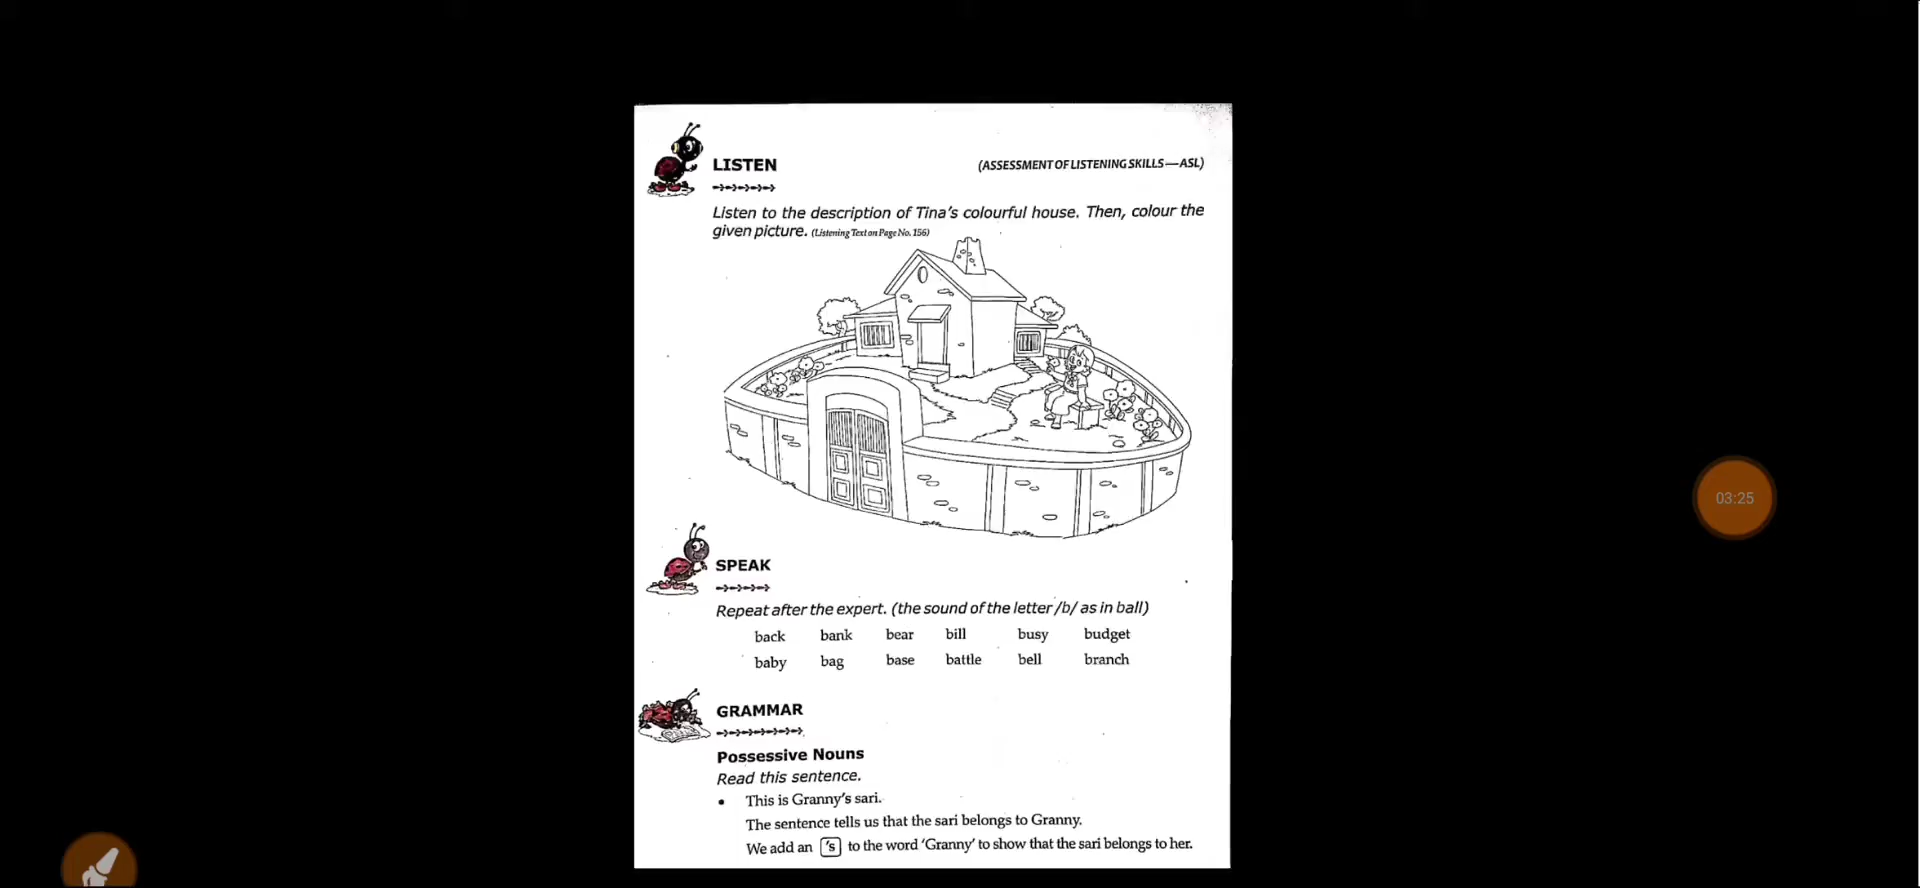 LISTEN
(ASSESSMENT OF LISTENING SKILLS—ASL)
Listen to the description of Tina's colourful house. Then, colour the
given picture. (Listening Text on Page No. 156)
03:25
SPEAK
Repeat after the expert. (the sound of the letter /b/ as in ball)
back bank bear bill busy budget
baby bag base battle bell branch
GRAMMAR
Possessive Nouns
Read this sentence.
• This is Granny's sari.
The sentence tells us that the sari belongs to Granny.
We add an 's to the word 'Granny' to show that the sari belongs to her.